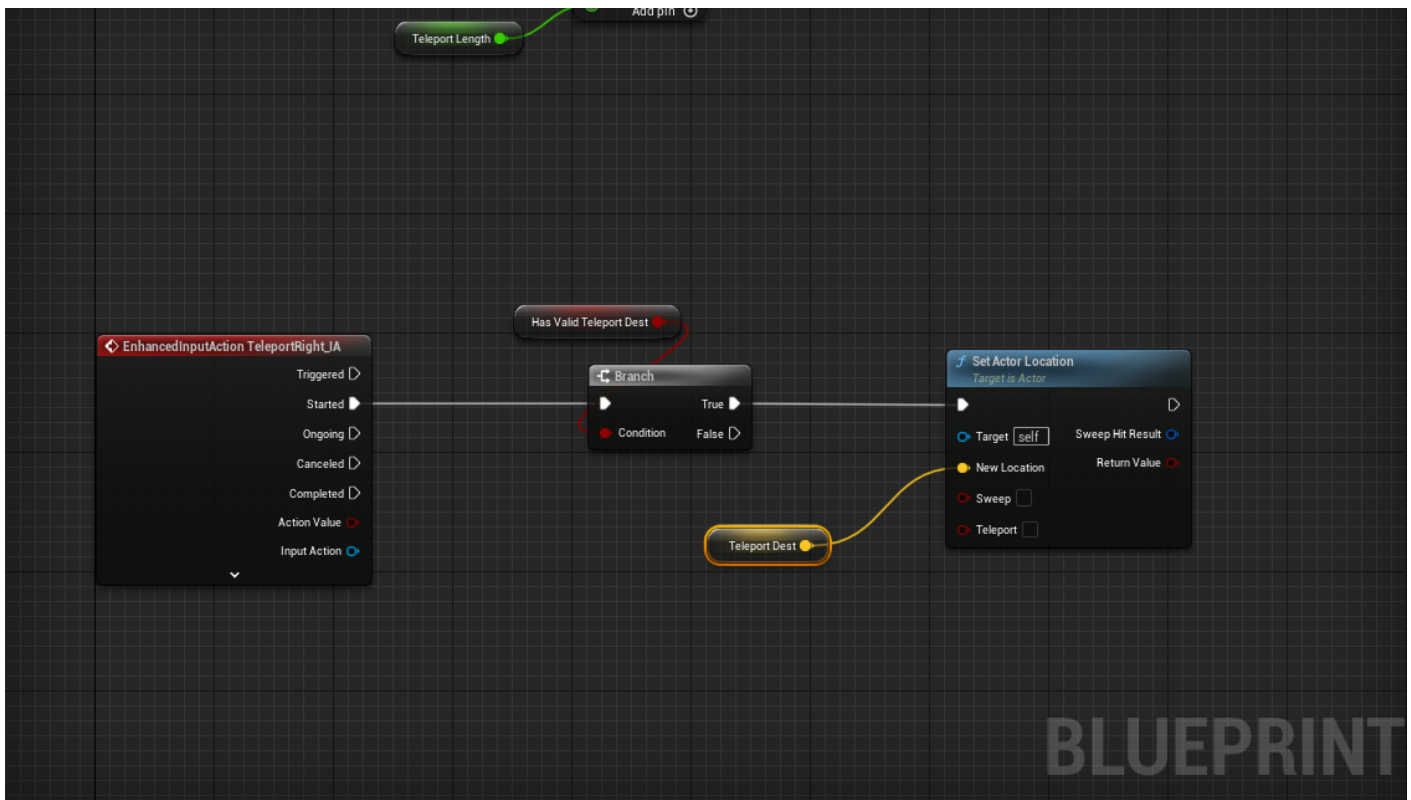 Add pin
Teleport Length
Has Valid Teleport Dest
EnhancedInputAction TeleportRight_IA
Triggered
Started
Ongoing
Canceled
Completed
Action Value
Input Action
Branch
True
Condition
False
Set Actor Location
Target is Actor
Target self
Sweep Hit Result
New Location
Return Value
Sweep
Teleport
Teleport Dest
BLUEPRINT